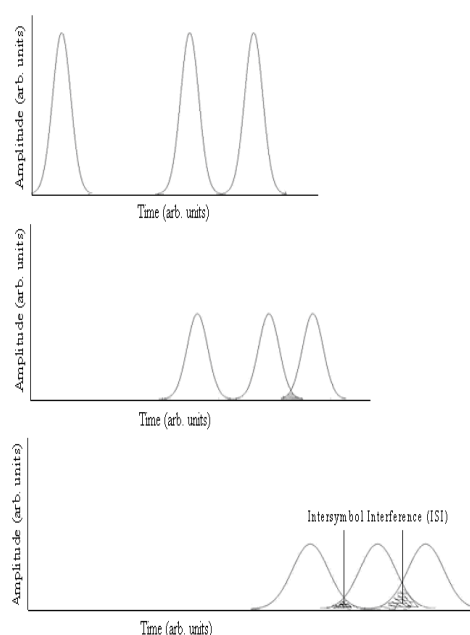 Amplitude (arb. units)
Time (arb. units)
Amplitude (arb. units)
Time (arb. units)
Amplitude (arb. units)
Intersymbol Interference (ISI)
Time (arb. units)